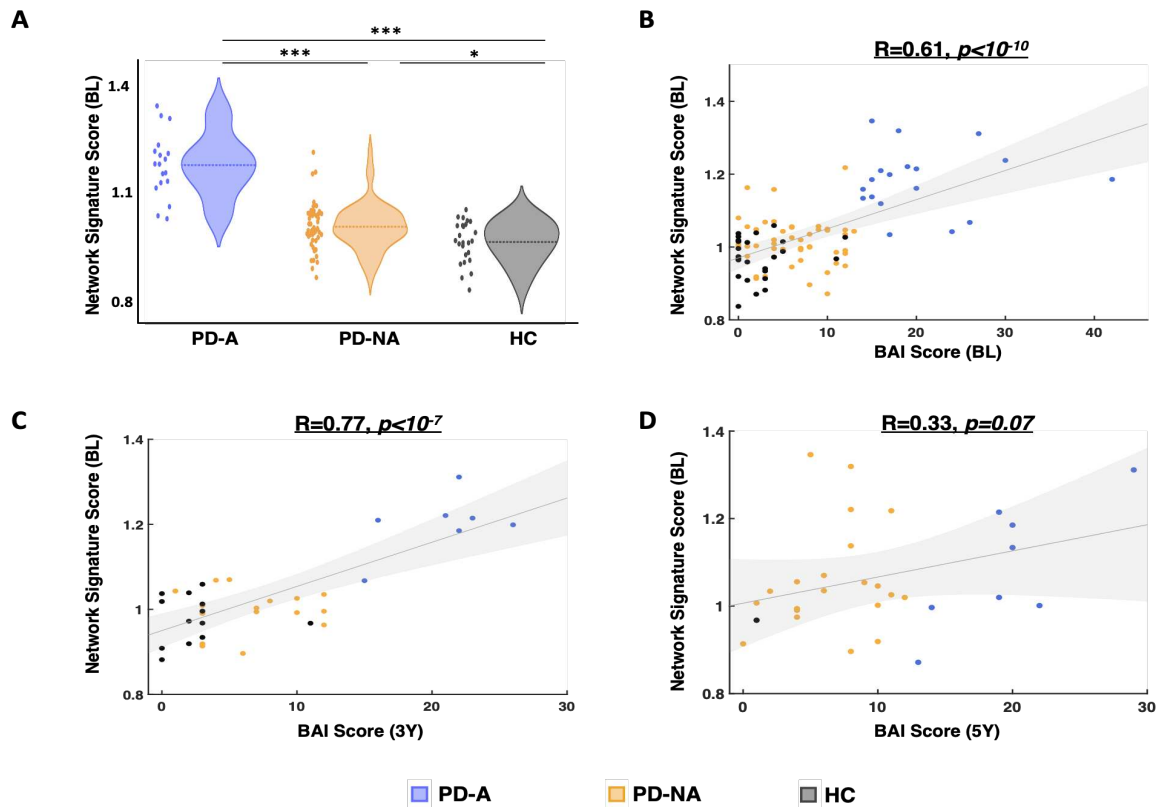 A
***
***
*
Network Signature Score (BL)
1.4
1.1
0.8
PD-A
PD-NA
HC
B
R=0.61, p<10-10
Network Signature Score (BL)
1.4
1.2
1
0.8
0
10
20
30
40
BAI Score (BL)
C
R=0.77, p<10-7
Network Signature Score (BL)
1.4
1.2
1
0.8
0
10
20
30
BAI Score (3Y)
D
R=0.33, p=0.07
Network Signature Score (BL)
1.4
1.2
1
0.8
0
10
20
30
BAI Score (5Y)
PD-A
PD-NA
HC